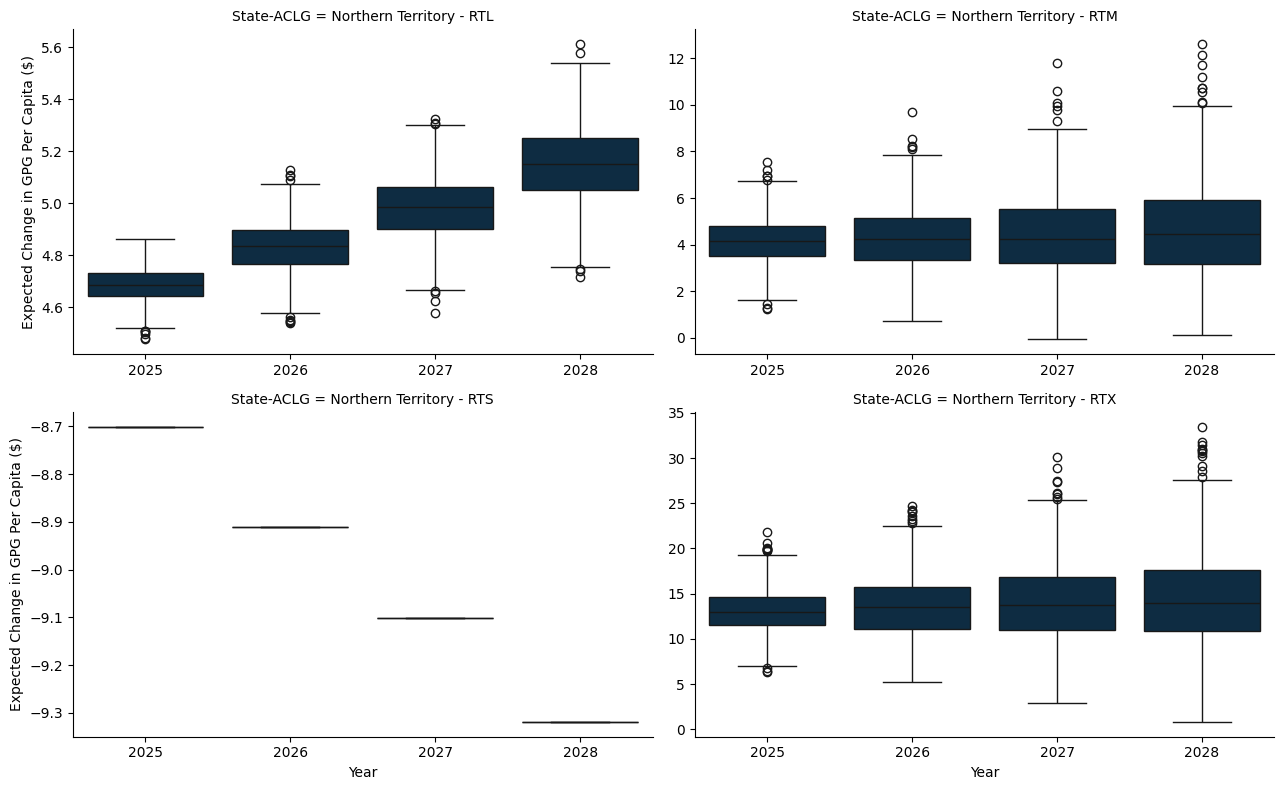 State-ACLG = Northern Territory - RTL
State-ACLG = Northern Territory - RTM
Expected Change in GPG Per Capita ($)
5.6
5.4
5.2
5.0
4.8
4.6
2025 2026 2027 2028
12
10
8
6
4
2
0
2025 2026 2027 2028
State-ACLG = Northern Territory - RTS
State-ACLG = Northern Territory - RTX
Expected Change in GPG Per Capita ($)
−8.7
−8.8
−8.9
−9.0
−9.1
−9.2
−9.3
2025 2026 2027 2028
Year
35
30
25
20
15
10
5
0
2025 2026 2027 2028
Year